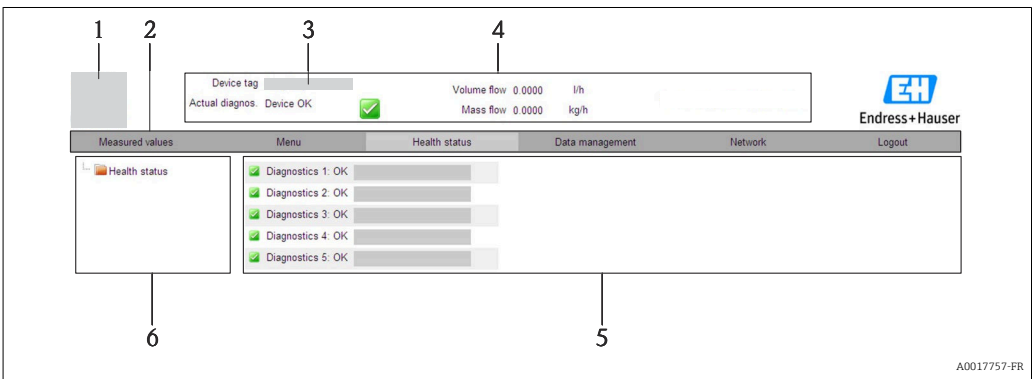 1 2 3 4
Device tag
Volume flow 0.0000 l/h
Actual diagnos. Device OK
Mass flow 0.0000 kg/h
EH
Endress+Hauser
Measured values Menu Health status Data management Network Logout
Health status
Diagnostics 1: OK
Diagnostics 2: OK
Diagnostics 3: OK
Diagnostics 4: OK
Diagnostics 5: OK
6 5
A0017757-FR